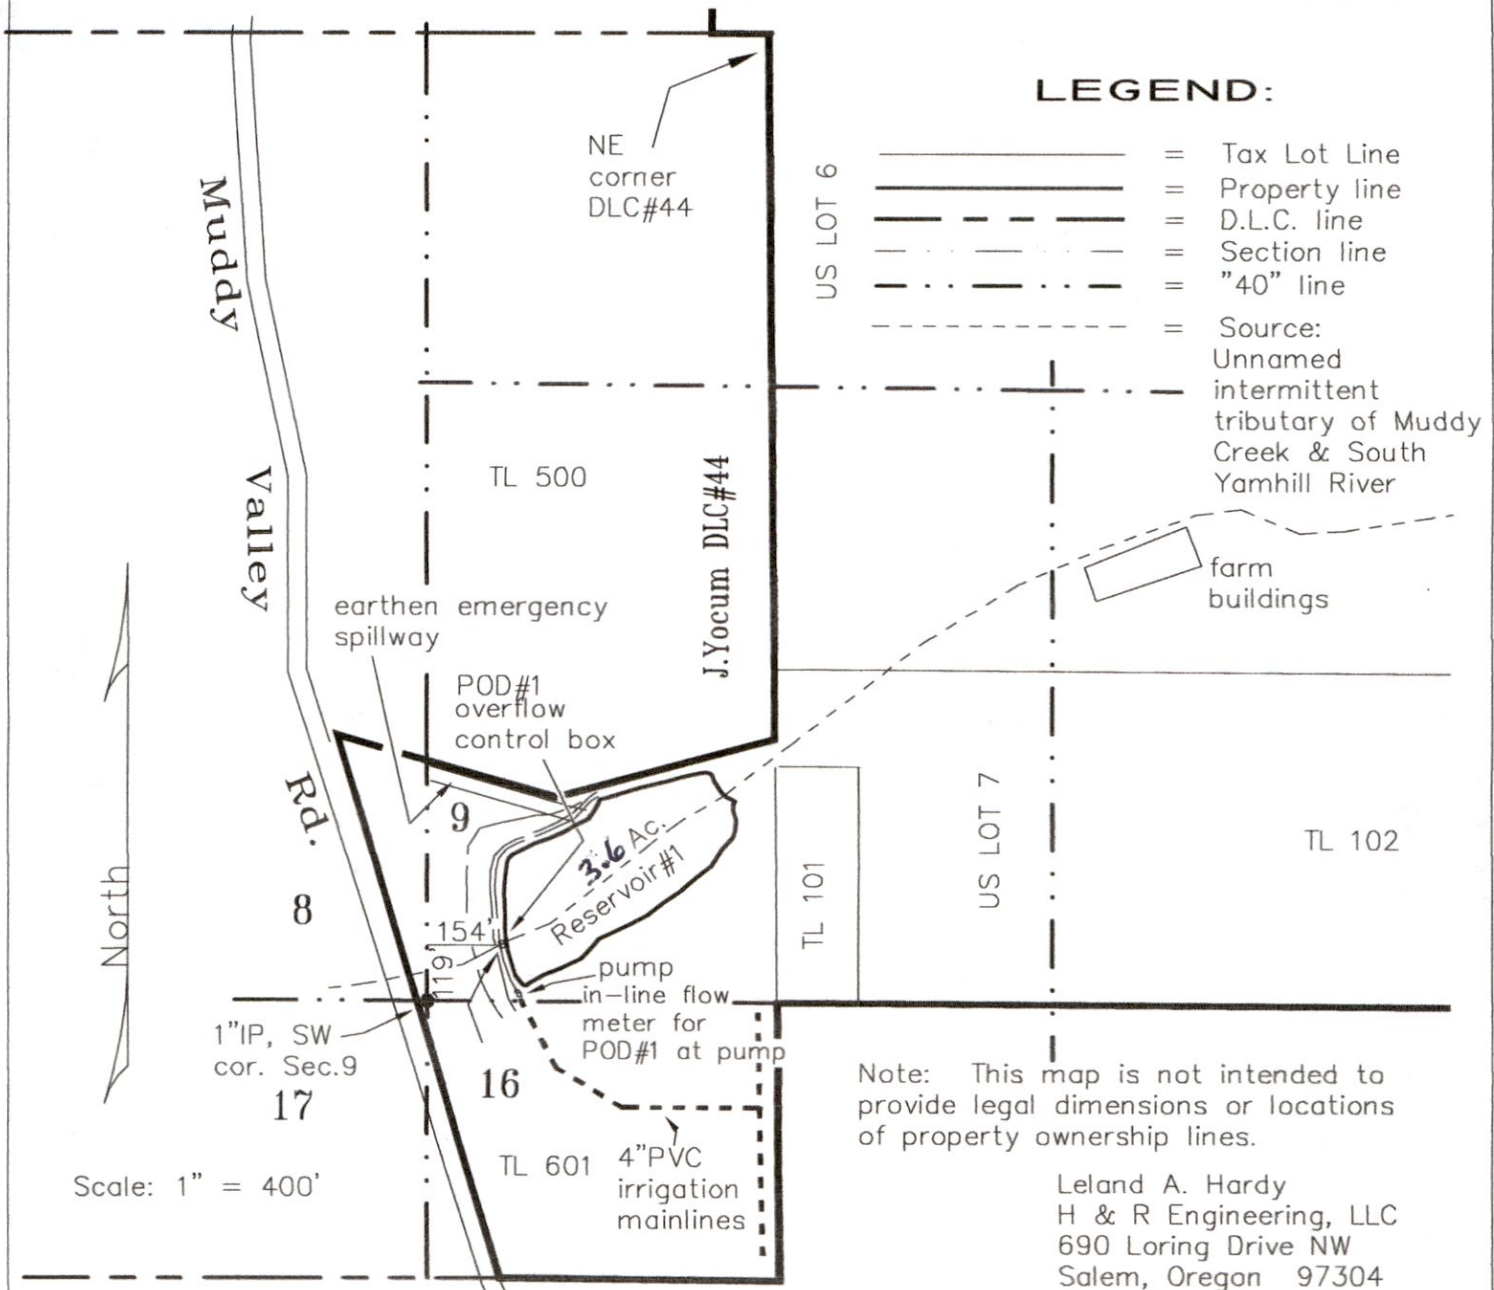 LEGEND:
= Tax Lot Line
= Property line
= D.L.C. line
= Section line
= "40" line
= Source:
Unnamed
intermittent
tributary of Muddy
Creek & South
Yamhill River
NE
corner
DLC#44
US LOT 6
Muddy
Valley
Rd.
TL 500
J.Yocum DLC#44
farm
buildings
earthen emergency
spillway
POD#1
overflow
control box
9
3.6 Ac.
Reservoir#1
8
154'
119'
North
TL 101
US LOT 7
TL 102
pump
in-line flow
meter for
POD#1 at pump
1"IP, SW
cor. Sec.9
17
16
TL 601
4"PVC
irrigation
mainlines
Scale: 1" = 400'
Note: This map is not intended to
provide legal dimensions or locations
of property ownership lines.
Leland A. Hardy
H & R Engineering, LLC
690 Loring Drive NW
Salem, Oregon 97304